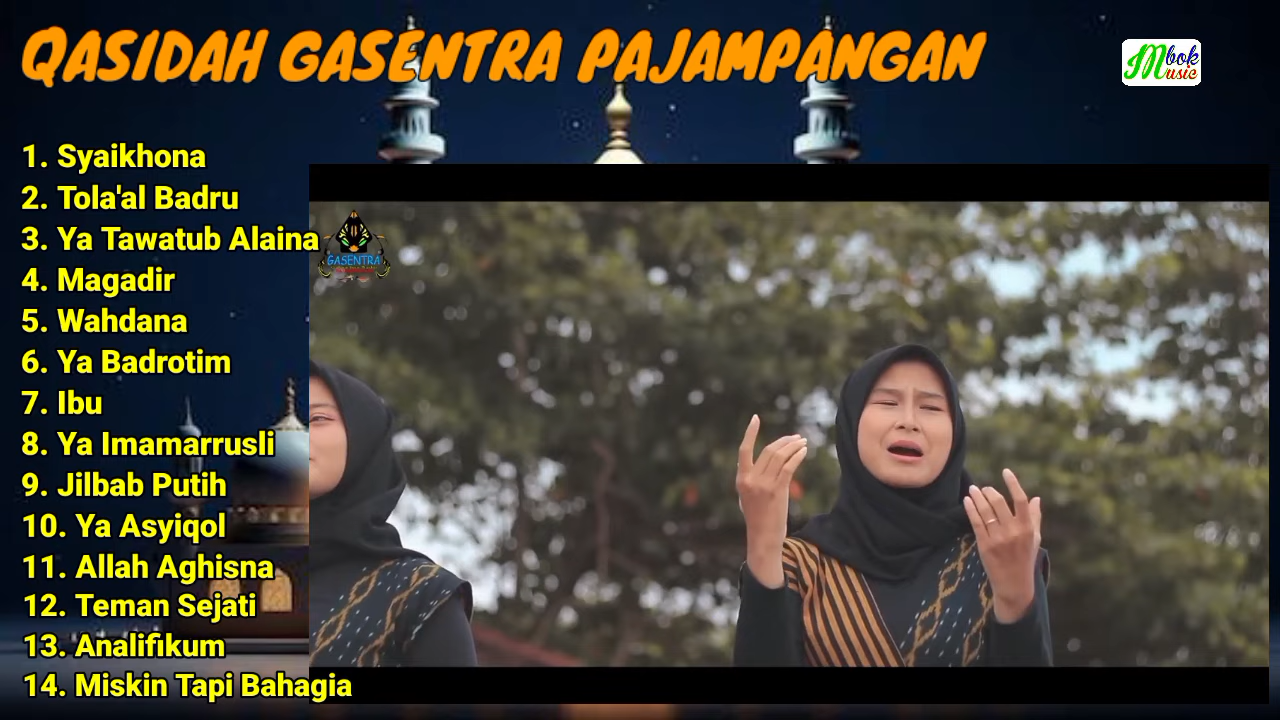 QASIDAH GASENTRA PAJAMPANGAN
Mbok
usic
1. Syaikhona
2. Tola'al Badru
3. Ya Tawatub Alaina
4. Magadir
5. Wahdana
6. Ya Badrotim
7. Ibu
8. Ya Imamarrusli
9. Jilbab Putih
10. Ya Asyiqol
11. Allah Aghisna
12. Teman Sejati
13. Analifikum
14. Miskin Tapi Bahagia
GASENTRA